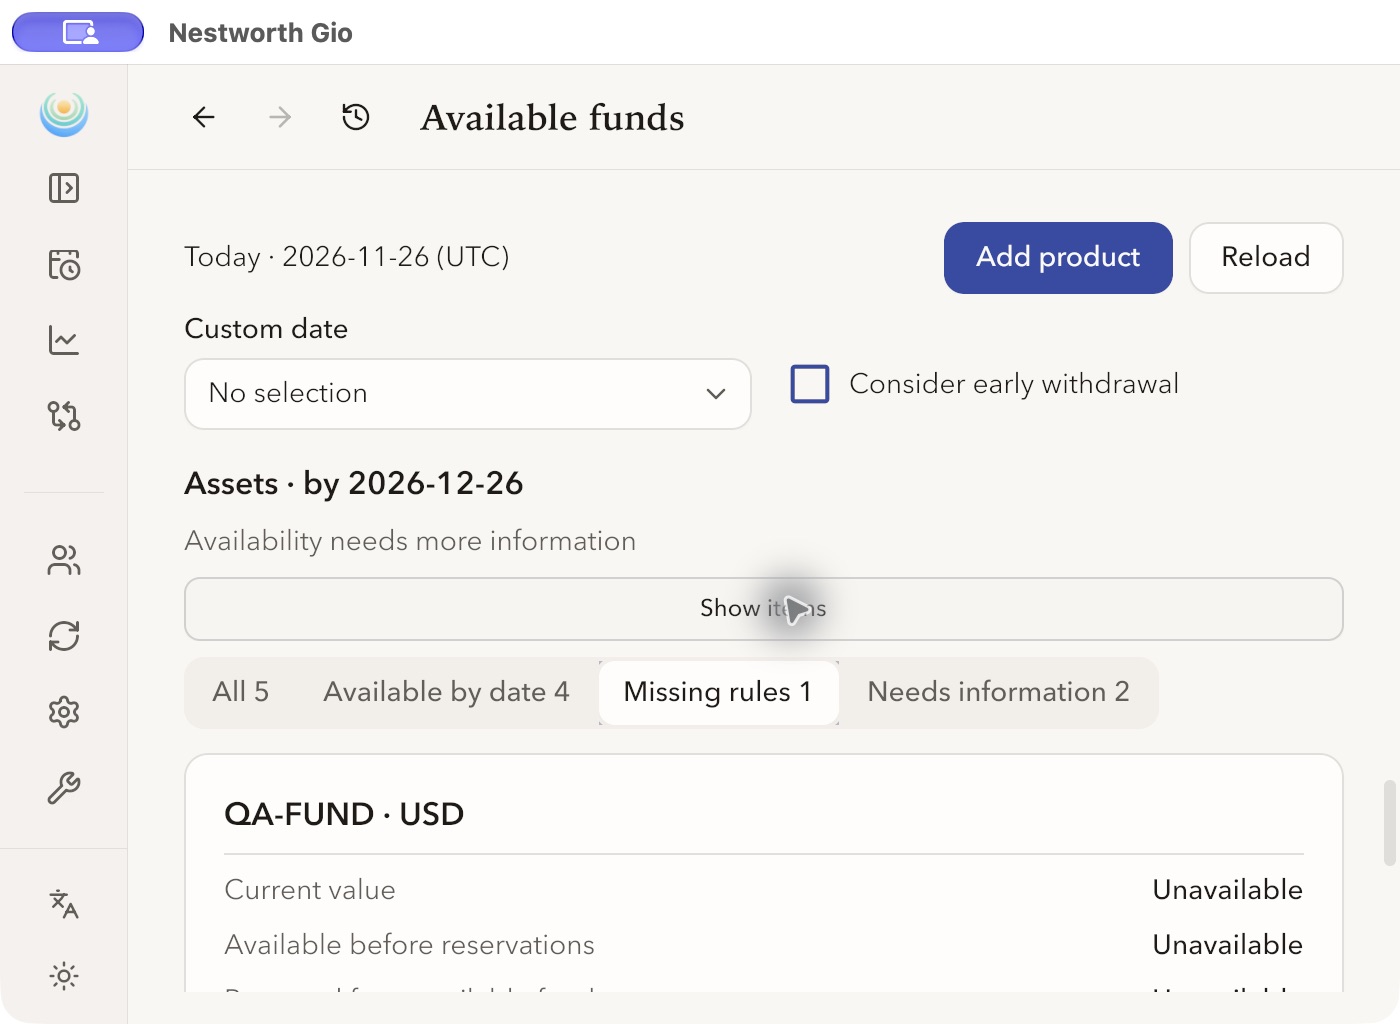 Nestworth Gio
Available funds
Today · 2026-11-26 (UTC)
Add product
Reload
Custom date
No selection
Consider early withdrawal
Assets · by 2026-12-26
Availability needs more information
Show items
All 5
Available by date 4
Missing rules 1
Needs information 2
QA-FUND · USD
Current value
Unavailable
Available before reservations
Unavailable